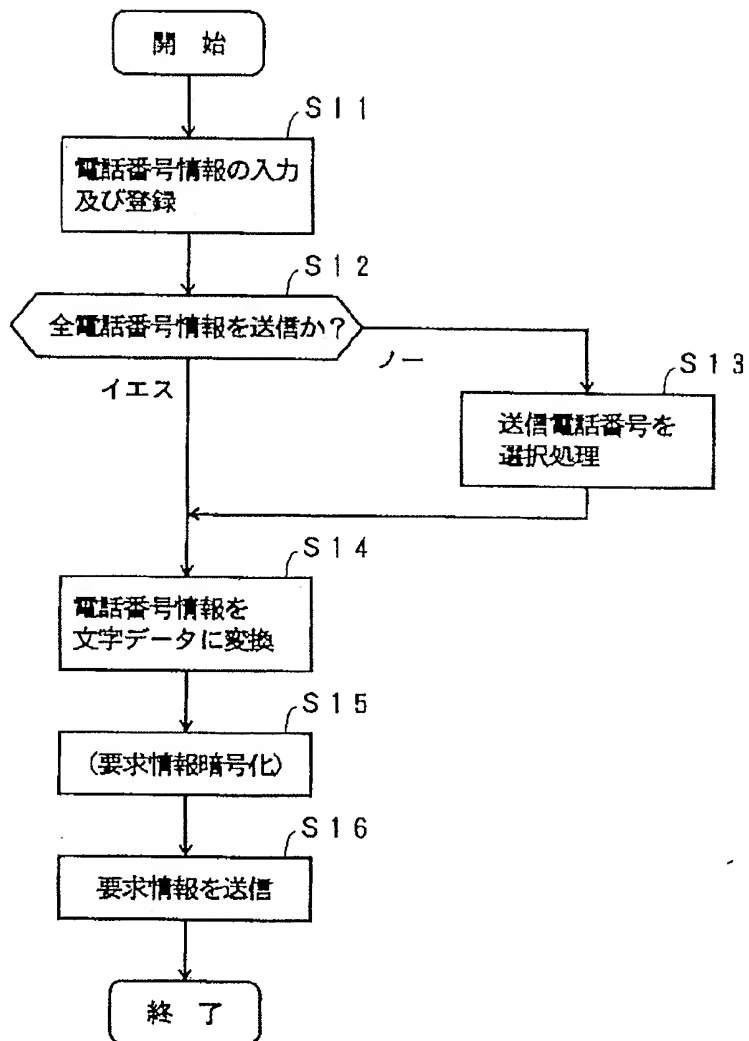 開 始
S11
電話番号情報の入力
及び登録
S12
全電話番号情報を送信か？
ノー
イエス
S13
送信電話番号を
選択処理
S14
電話番号情報を
文字データに変換
S15
(要求情報暗号化)
S16
要求情報を送信
終 了